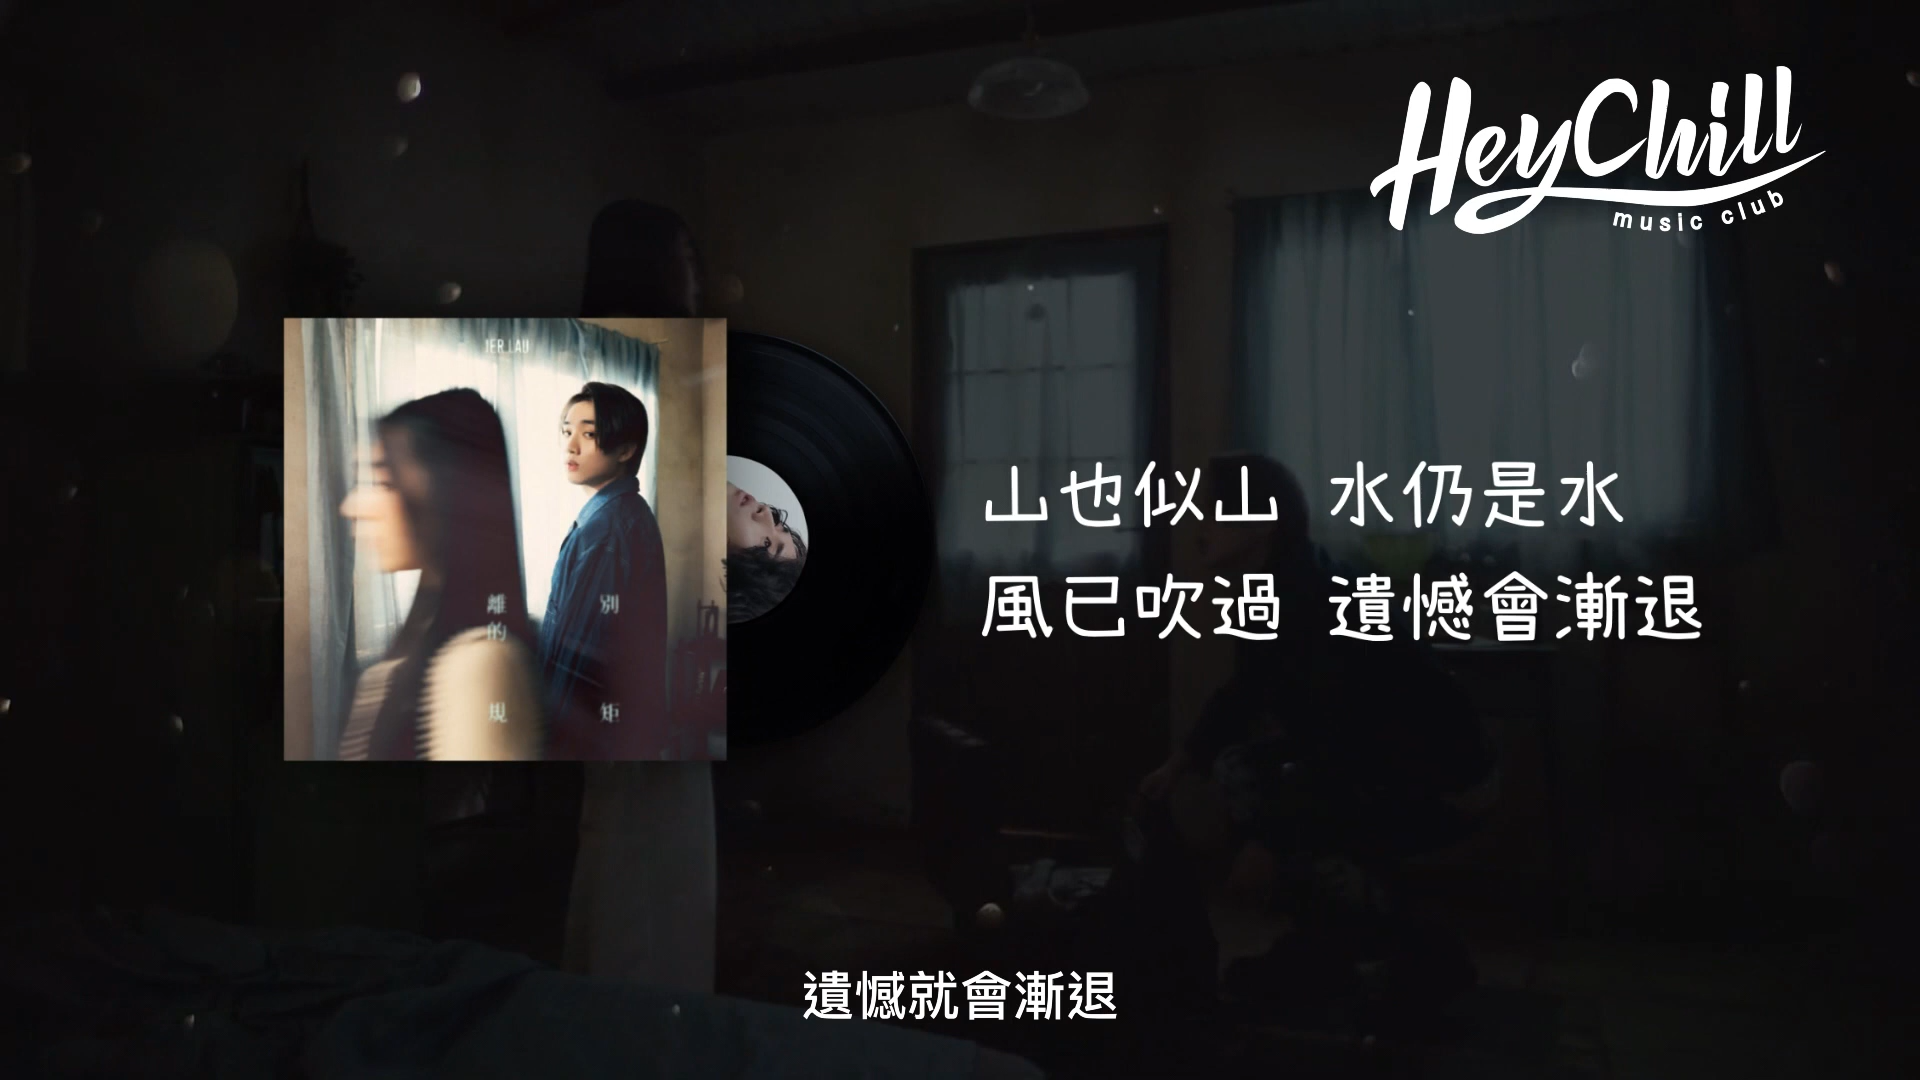 HeyChill
music club
JER LAU
離別
的
規矩
山也似山 水仍是水
風已吹過 遺憾會漸退
遺憾就會漸退